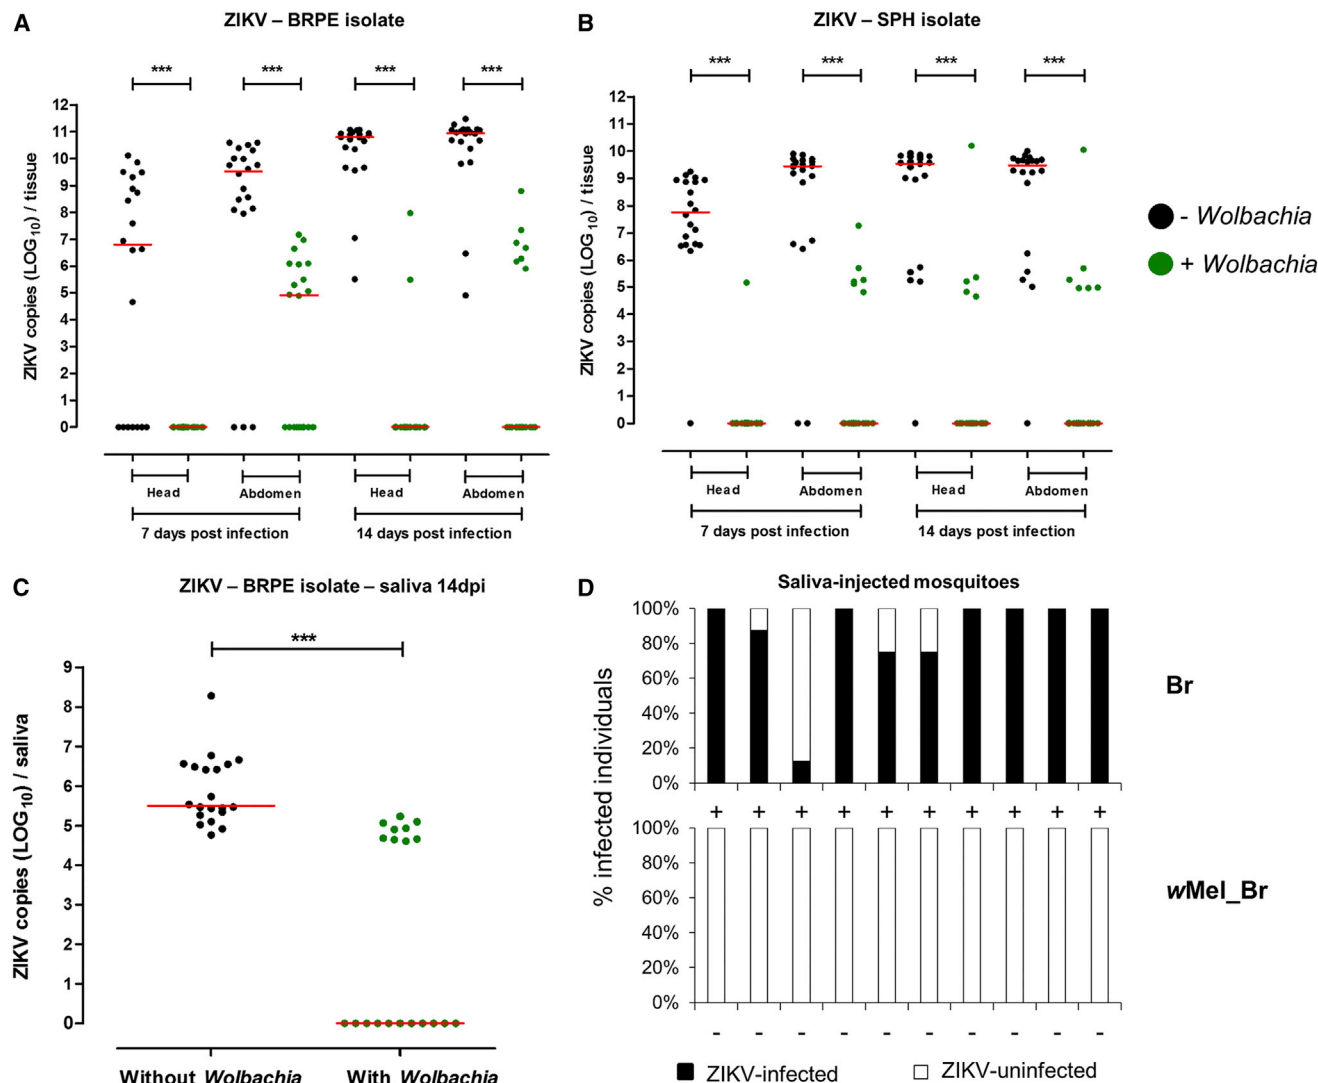 A
ZIKV – BRPE isolate
*** *** *** ***
ZIKV copies (LOG10) / tissue
12
11
10
9
8
7
6
5
4
3
2
1
0
Head Abdomen Head Abdomen
7 days post infection 14 days post infection
B
ZIKV – SPH isolate
*** *** *** ***
ZIKV copies (LOG10) / tissue
12
11
10
9
8
7
6
5
4
3
2
1
0
Head Abdomen Head Abdomen
7 days post infection 14 days post infection
- Wolbachia
+ Wolbachia
C
ZIKV – BRPE isolate – saliva 14dpi
***
ZIKV copies (LOG10) / saliva
9
8
7
6
5
4
3
2
1
0
Without Wolbachia With Wolbachia
D
Saliva-injected mosquitoes
% infected individuals
100%
80%
60%
40%
20%
0%
+ + + + + + + + + +
Br
100%
80%
60%
40%
20%
0%
- - - - - - - - - -
wMel_Br
ZIKV-infected ZIKV-uninfected